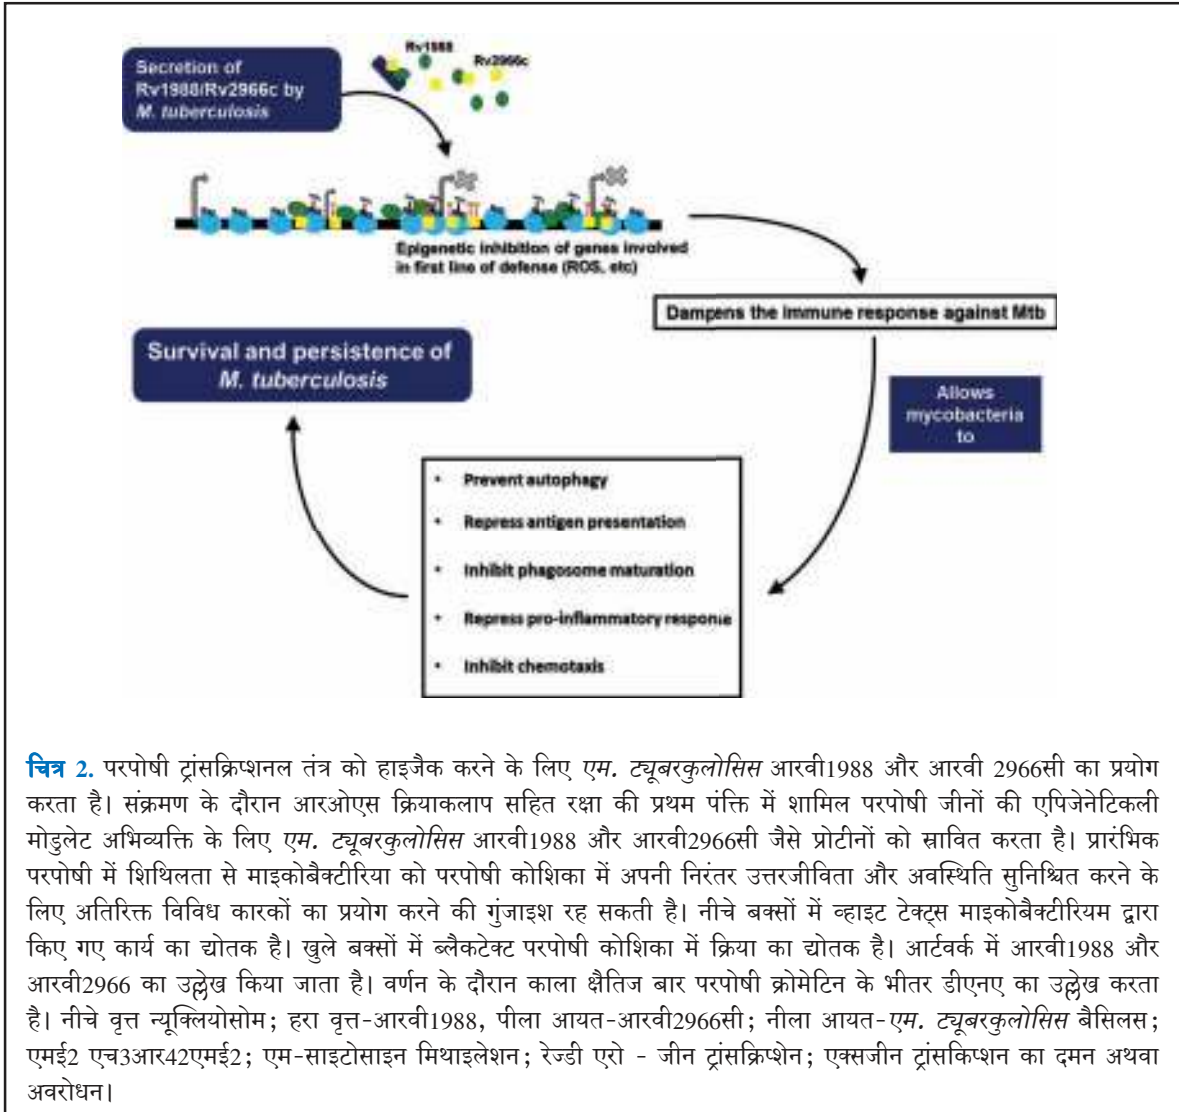 Rv1988
Rv2966c
Secretion of
Rv1988/Rv2966c by
M. tuberculosis
Epigenetic inhibition of genes involved
in first line of defense (ROS, etc)
Dampens the immune response against Mtb
Survival and persistence of
M. tuberculosis
Allows
mycobacteria
to
• Prevent autophagy
• Repress antigen presentation
• Inhibit phagosome maturation
• Repress pro-inflammatory response
• Inhibit chemotaxis
चित्र 2. परपोषी ट्रांसक्रिप्शनल तंत्र को हाइजैक करने के लिए एम. ट्यूबरकुलोसिस आरवी1988 और आरवी 2966सी का प्रयोग
करता है। संक्रमण के दौरान आरओएस क्रियाकलाप सहित रक्षा की प्रथम पंक्ति में शामिल परपोषी जीनों की एपिजेनेटिकली
मोडुलेट अभिव्यक्ति के लिए एम. ट्यूबरकुलोसिस आरवी1988 और आरवी2966सी जैसे प्रोटीनों को स्रावित करता है। प्रारंभिक
परपोषी में शिथिलता से माइकोबैक्टीरिया को परपोषी कोशिका में अपनी निरंतर उत्तरजीविता और अवस्थिति सुनिश्चित करने के
लिए अतिरिक्त विविध कारकों का प्रयोग करने की गुंजाइश रह सकती है। नीचे बक्सों में व्हाइट टेक्ट्स माइकोबैक्टीरियम द्वारा
किए गए कार्य का द्योतक है। खुले बक्सों में ब्लैकटेक्ट परपोषी कोशिका में क्रिया का द्योतक है। आर्टवर्क में आरवी1988 और
आरवी2966 का उल्लेख किया जाता है। वर्णन के दौरान काला क्षैतिज बार परपोषी क्रोमेटिन के भीतर डीएनए का उल्लेख करता
है। नीचे वृत्त न्यूक्लियोसोम; हरा वृत्त-आरवी1988, पीला आयत-आरवी2966सी; नीला आयत-एम. ट्यूबरकुलोसिस बैसिलस;
एमई2 एच3आर42एमई2; एम-साइटोसाइन मिथाइलेशन; रेज्डी एरो - जीन ट्रांसक्रिप्शेन; एक्सजीन ट्रांसकिप्शन का दमन अथवा
अवरोधन।